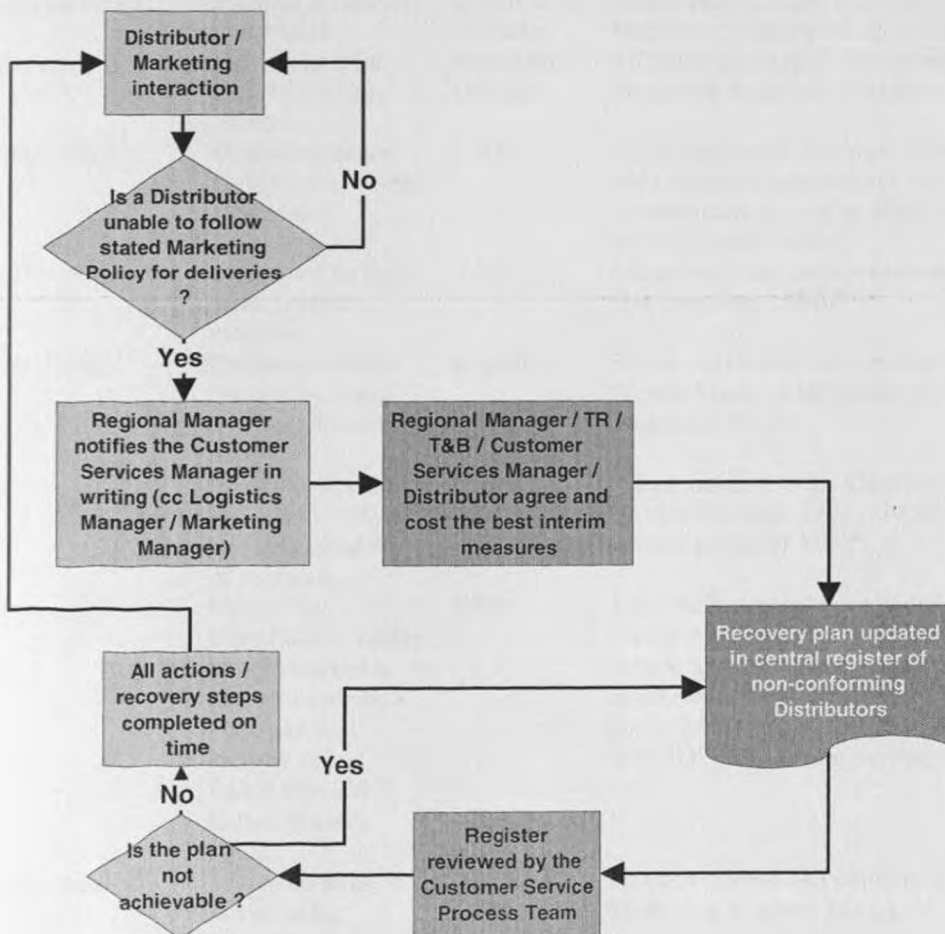 Distributor /
Marketing
interaction
No
Is a Distributor
unable to follow
stated Marketing
Policy for deliveries
?
Yes
Regional Manager
notifies the Customer
Services Manager in
writing (cc Logistics
Manager / Marketing
Manager)
Regional Manager / TR /
T&B / Customer
Services Manager /
Distributor agree and
cost the best interim
measures
Recovery plan updated
in central register of
non-conforming
Distributors
All actions /
recovery steps
completed on
time
Yes
No
Is the plan
not
achievable ?
Register
reviewed by the
Customer Service
Process Team